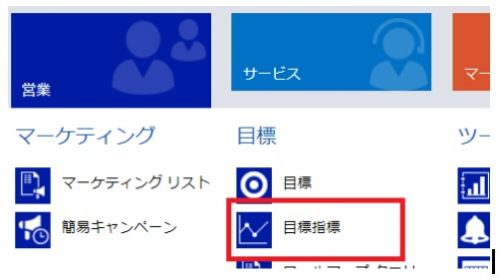 営業
サービス
マー
マーケティング
目標
ツー
マーケティング リスト
目標
簡易キャンペーン
目標指標